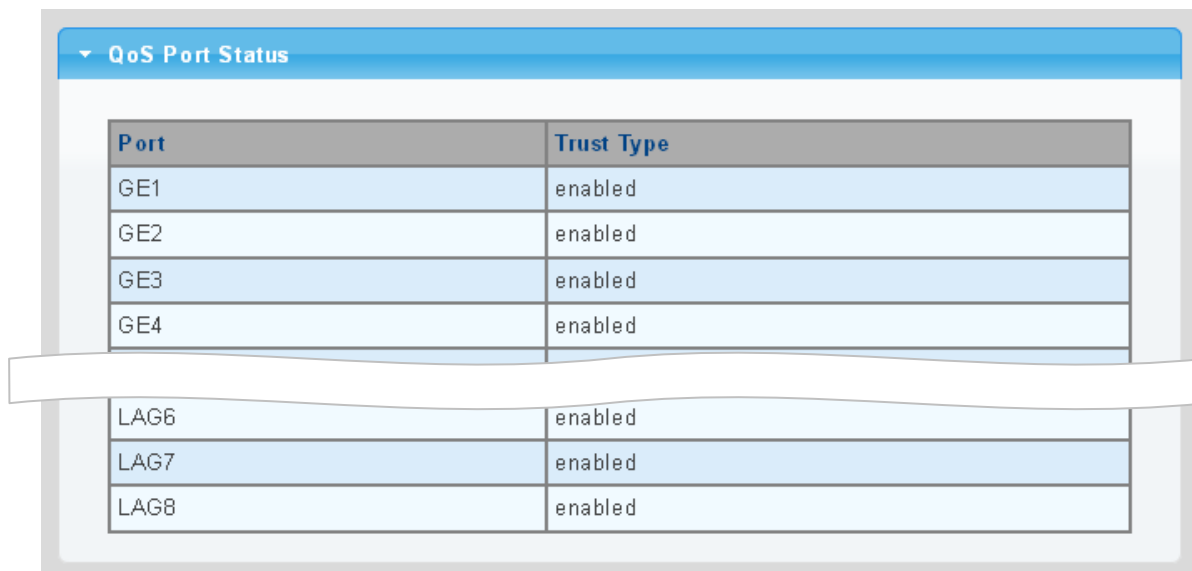 QoS Port Status
Port Trust Type
GE1 enabled
GE2 enabled
GE3 enabled
GE4 enabled
LAG6 enabled
LAG7 enabled
LAG8 enabled